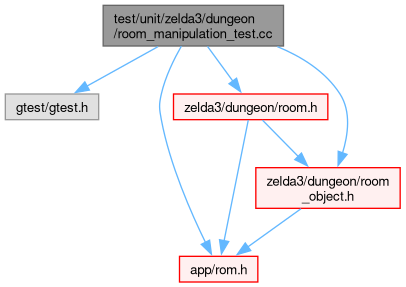 test/unit/zelda3/dungeon
/room_manipulation_test.cc
gtest/gtest.h
zelda3/dungeon/room.h
zelda3/dungeon/room
_object.h
app/rom.h